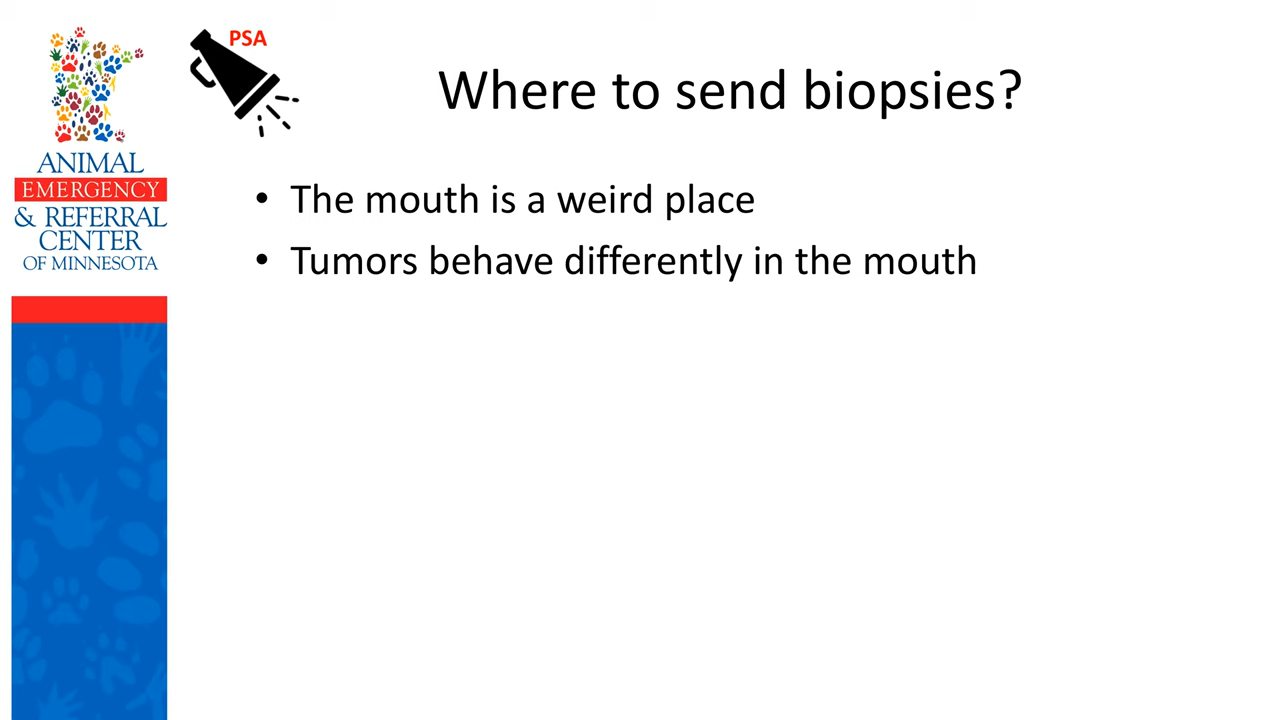 PSA
Where to send biopsies?
ANIMAL
EMERGENCY
& REFERRAL
CENTER
OF MINNESOTA
• The mouth is a weird place
• Tumors behave differently in the mouth